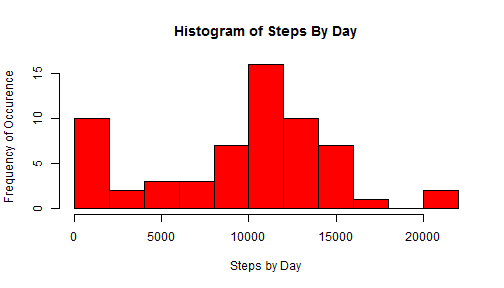 Histogram of Steps By Day
Frequency of Occurence
15
10
5
0
0 5000 10000 15000 20000
Steps by Day